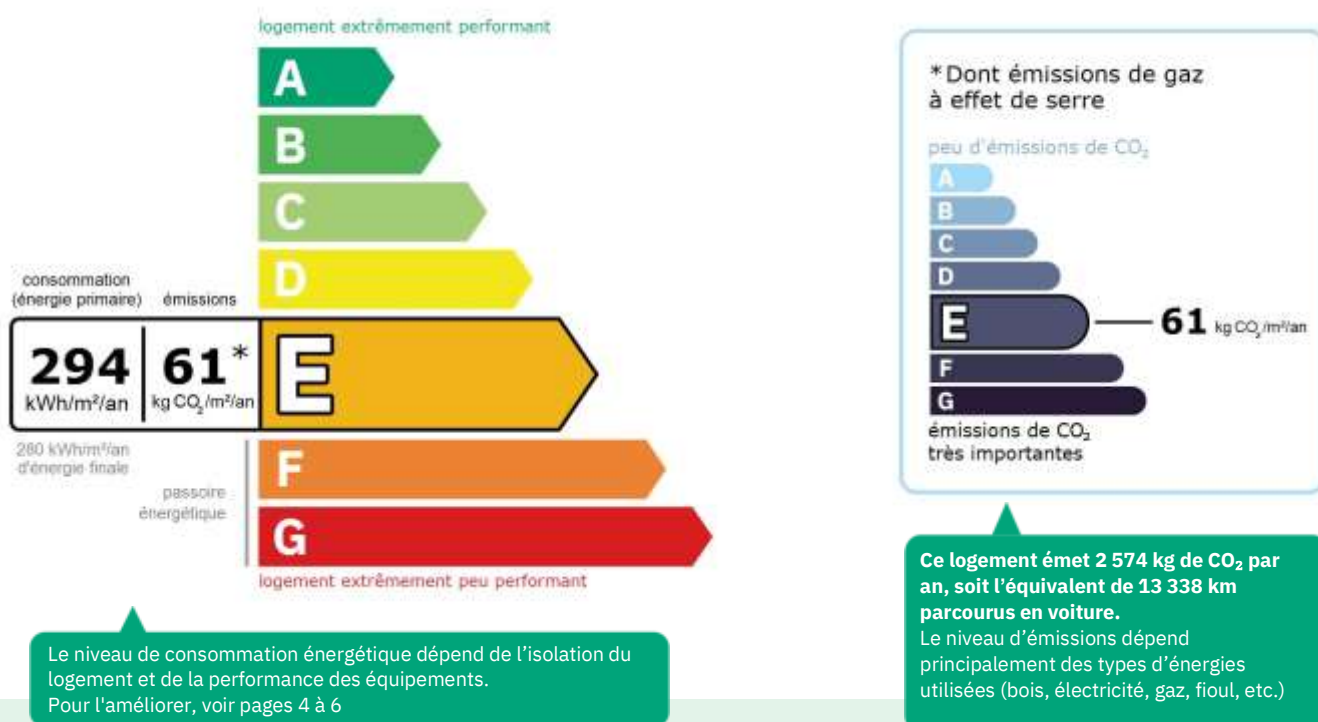 logement extrêmement performant
A
B
C
D
consommation
(énergie primaire)
émissions
294
kWh/m²/an
61*
kg CO₂/m²/an
E
280 kWh/m²/an
d'énergie finale
passoire
énergétique
F
G
logement extrêmement peu performant
Le niveau de consommation énergétique dépend de l'isolation du
logement et de la performance des équipements.
Pour l'améliorer, voir pages 4 à 6
*Dont émissions de gaz
à effet de serre
peu d'émissions de CO₂
A
B
C
D
E
61 kg CO₂/m²/an
F
G
émissions de CO₂
très importantes
Ce logement émet 2 574 kg de CO₂ par
an, soit l'équivalent de 13 338 km
parcourus en voiture.
Le niveau d'émissions dépend
principalement des types d'énergies
utilisées (bois, électricité, gaz, fioul, etc.)